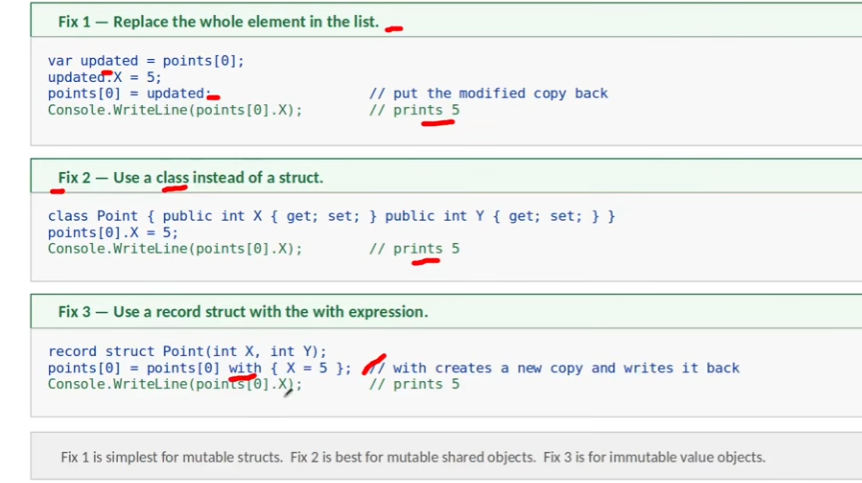 Fix 1 — Replace the whole element in the list.
var updated = points[0];
updated.X = 5;
points[0] = updated; // put the modified copy back
Console.WriteLine(points[0].X); // prints 5
Fix 2 — Use a class instead of a struct.
class Point { public int X { get; set; } public int Y { get; set; } }
points[0].X = 5;
Console.WriteLine(points[0].X); // prints 5
Fix 3 — Use a record struct with the with expression.
record struct Point(int X, int Y);
points[0] = points[0] with { X = 5 }; // with creates a new copy and writes it back
Console.WriteLine(points[0].X); // prints 5
Fix 1 is simplest for mutable structs. Fix 2 is best for mutable shared objects. Fix 3 is for immutable value objects.